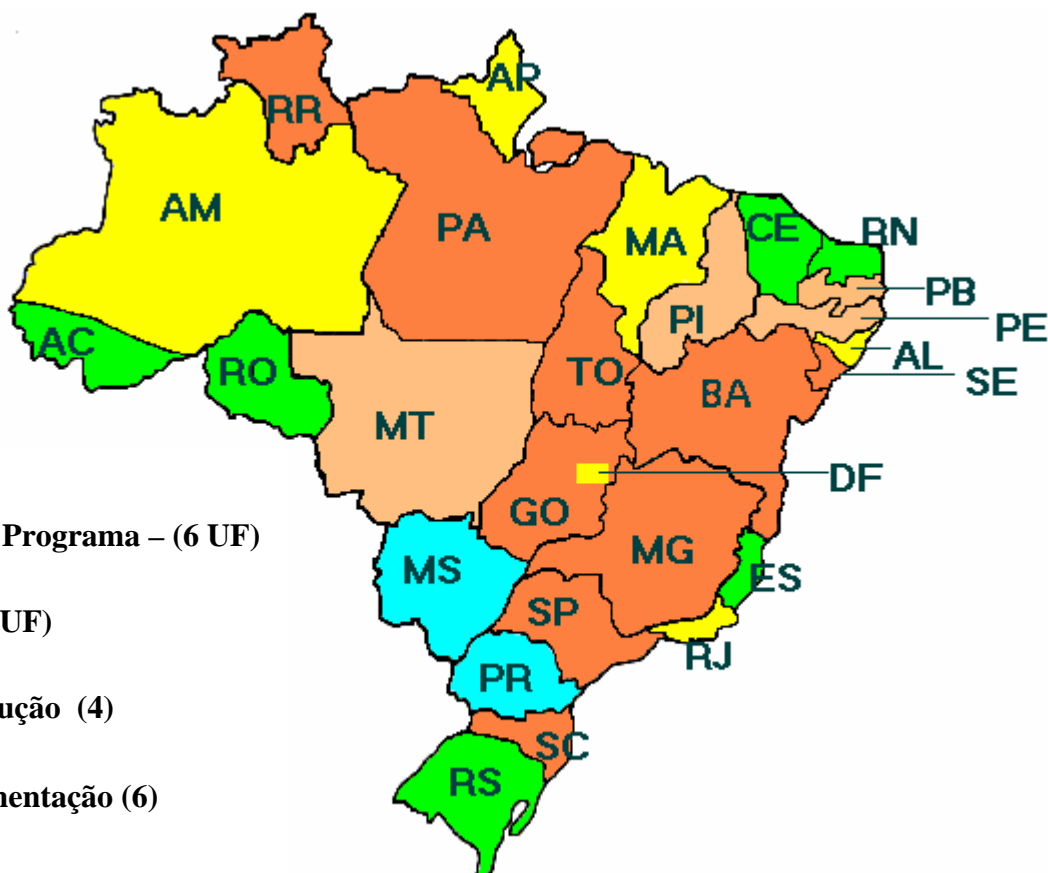 AP
RR
AM
PA
MA
CE
RN
PB
PI
PE
AC
RO
TO
AL
BA
SE
MT
DF
GO
Programa – (6 UF)
MG
MS
ES
SP
UF)
RJ
PR
ução (4)
SC
RS
mentação (6)